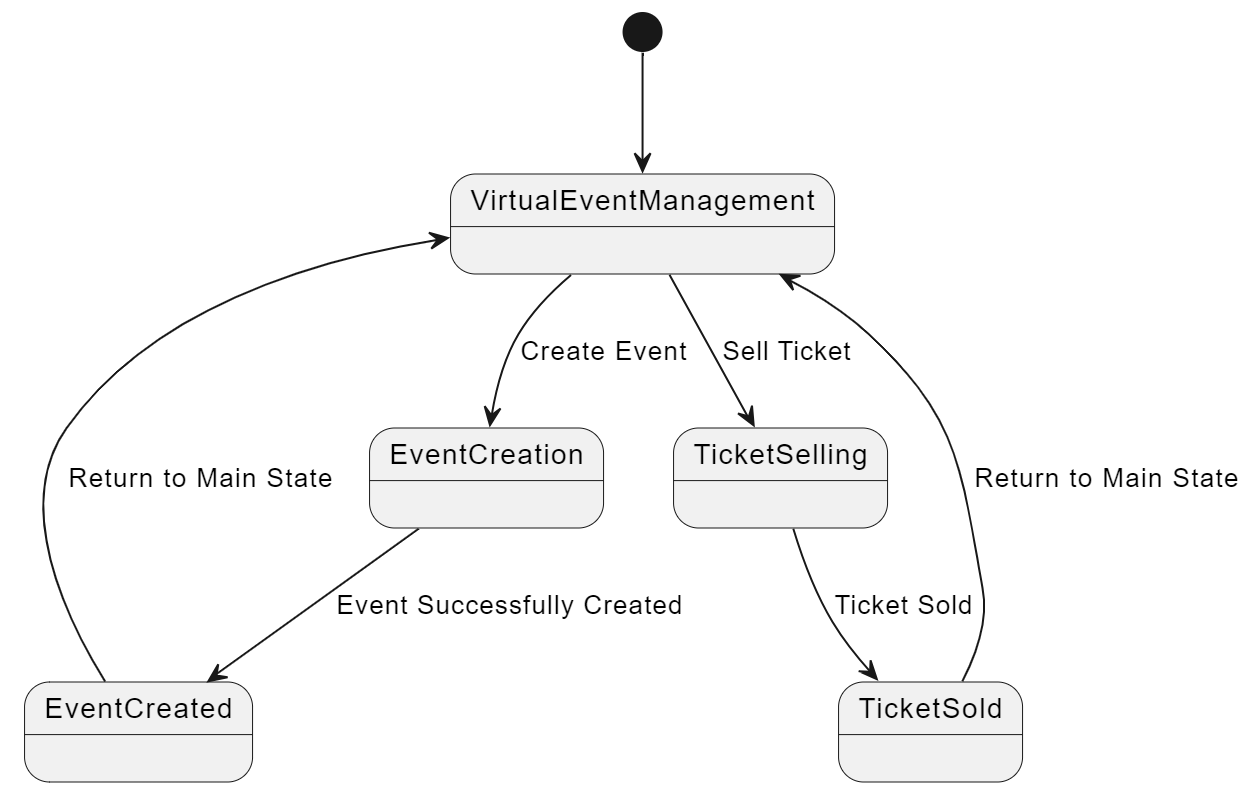 VirtualEventManagement
Create Event
Sell Ticket
EventCreation
TicketSelling
Return to Main State
Return to Main State
Event Successfully Created
Ticket Sold
EventCreated
TicketSold